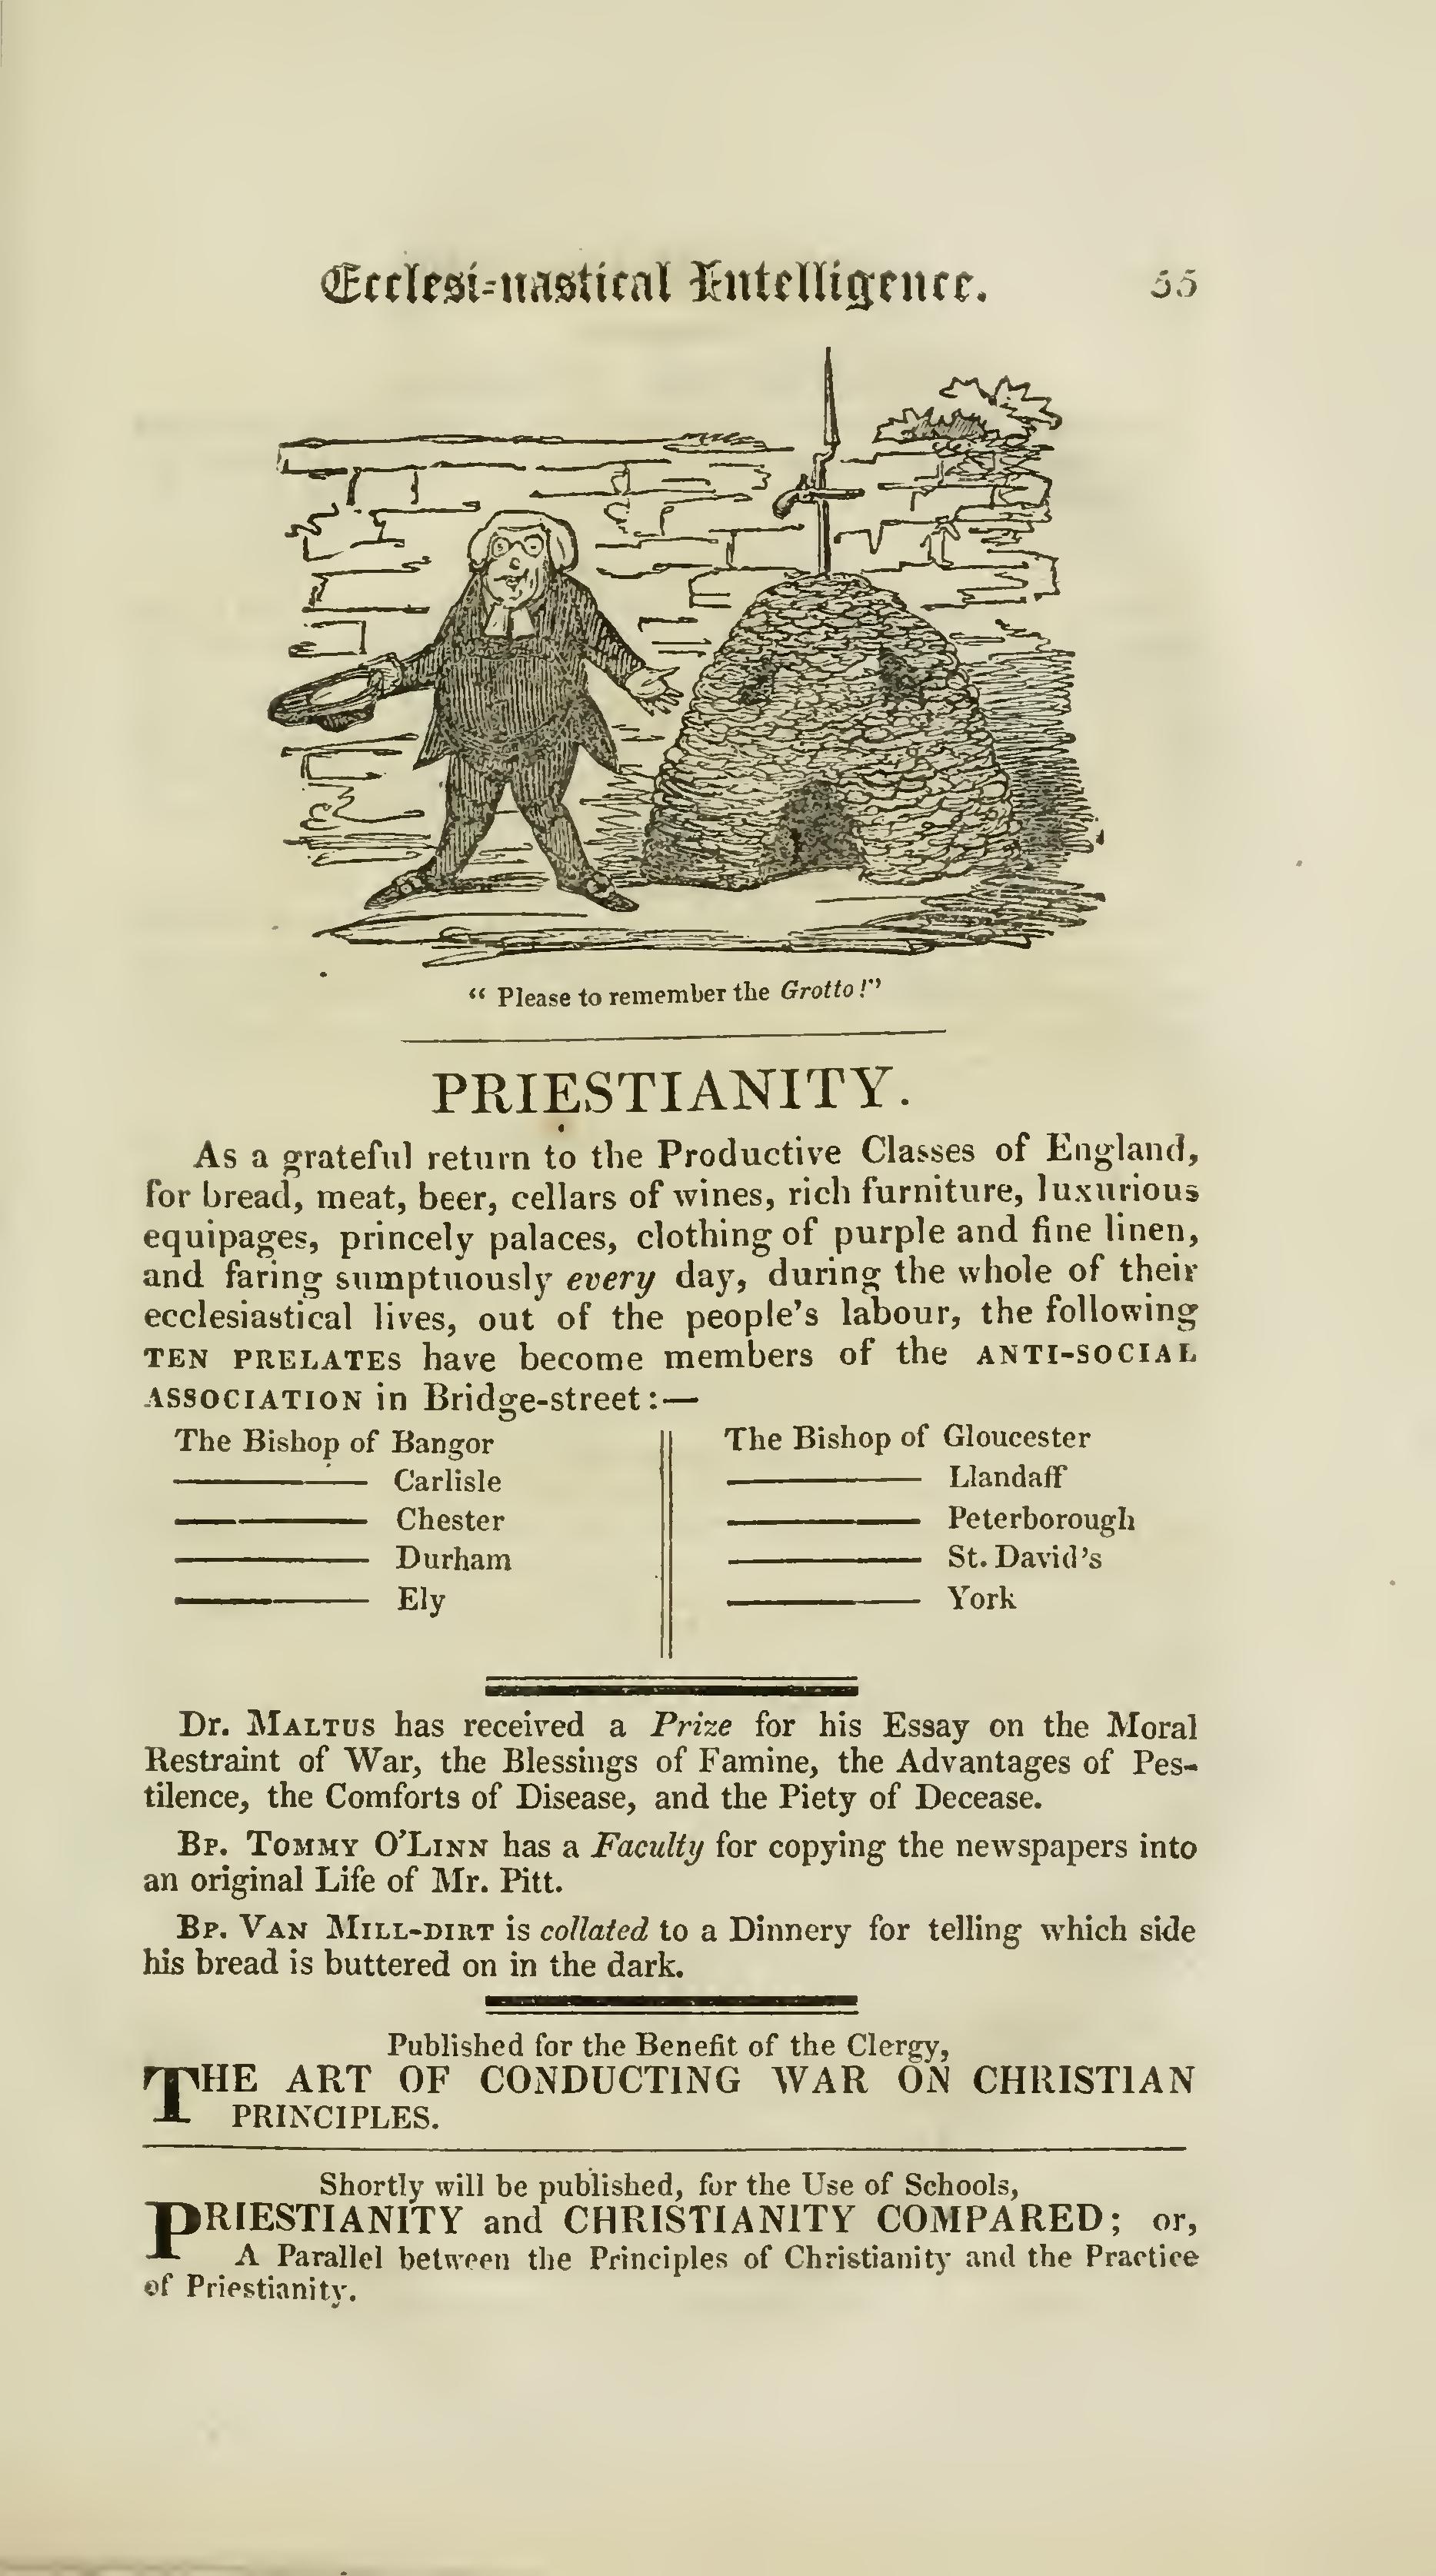 Ecclesi-nastical Intelligence. 55
“ Please to remember the Grotto !”
PRIESTIANITY.
As a grateful return to the Productive Classes of England,
for bread, meat, beer, cellars of wines, rich furniture, luxurious
equipages, princely palaces, clothing of purple and fine linen,
and faring sumptuously every day, during the whole of their
ecclesiastical lives, out of the people’s labour, the following
TEN PRELATES have become members of the ANTI-SOCIAL
ASSOCIATION in Bridge-street :—
The Bishop of Bangor
——— Carlisle
——— Chester
——— Durham
——— Ely
The Bishop of Gloucester
——— Llandaff
——— Peterborough
——— St. David’s
——— York
Dr. MALTUS has received a Prize for his Essay on the Moral
Restraint of War, the Blessings of Famine, the Advantages of Pes-
tilence, the Comforts of Disease, and the Piety of Decease.
BP. TOMMY O’LINN has a Faculty for copying the newspapers into
an original Life of Mr. Pitt.
BP. VAN MILL-DIRT is collated to a Dinnery for telling which side
his bread is buttered on in the dark.
Published for the Benefit of the Clergy,
THE ART OF CONDUCTING WAR ON CHRISTIAN
PRINCIPLES.
Shortly will be published, for the Use of Schools,
PRIESTIANITY and CHRISTIANITY COMPARED; or,
A Parallel between the Principles of Christianity and the Practice
of Priestianity.